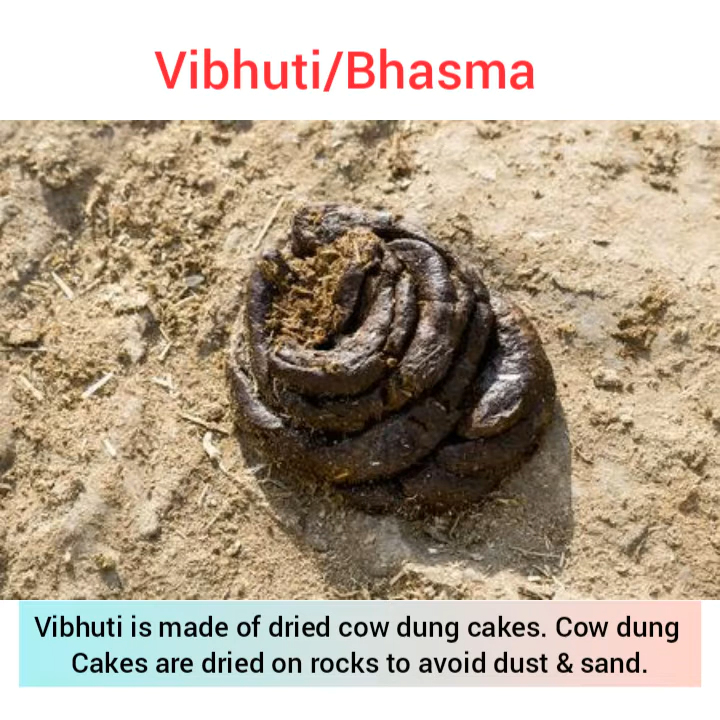 Vibhuti/Bhasma
Vibhuti is made of dried cow dung cakes. Cow dung
Cakes are dried on rocks to avoid dust & sand.